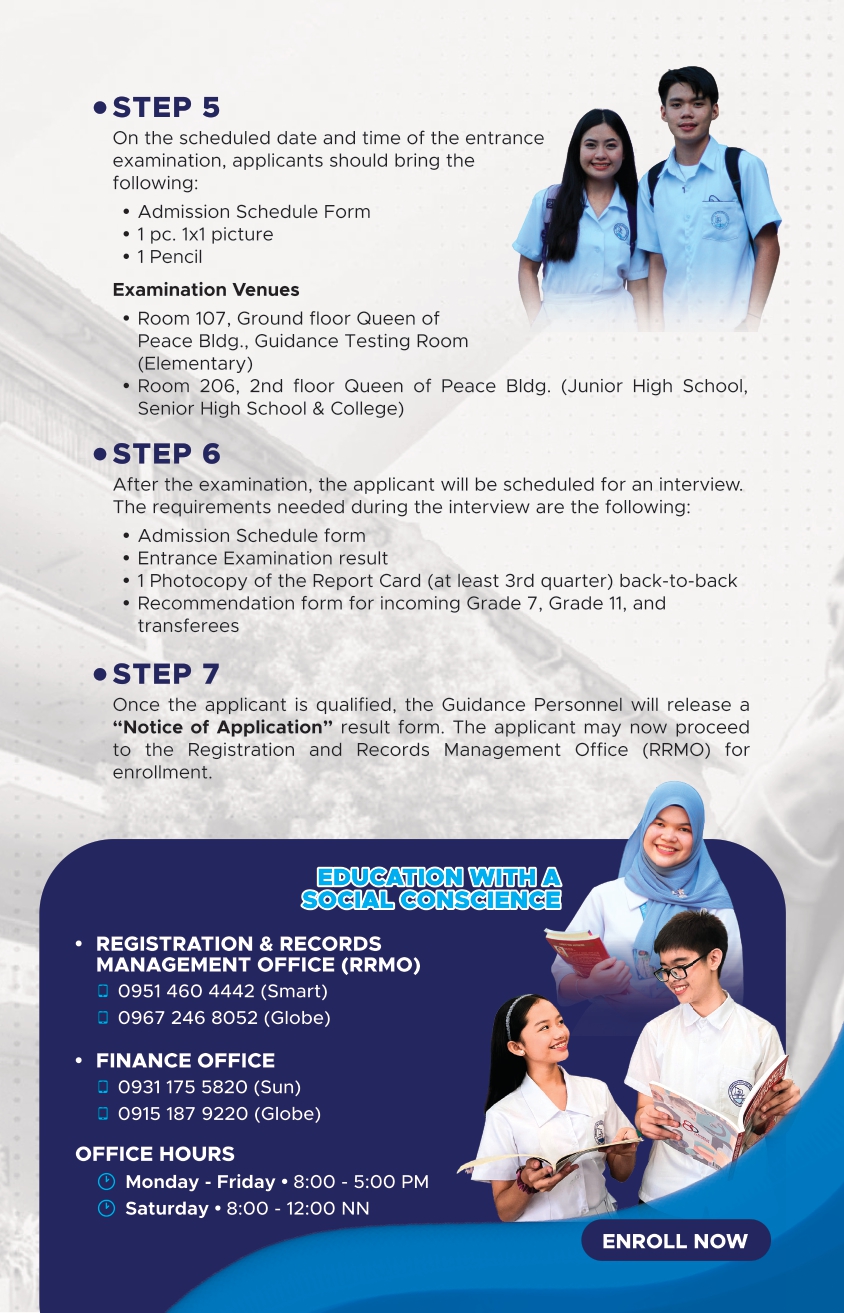 • STEP 5
On the scheduled date and time of the entrance
examination, applicants should bring the
following:
• Admission Schedule Form
• 1 pc. 1x1 picture
• 1 Pencil
Examination Venues
• Room 107, Ground floor Queen of
Peace Bldg., Guidance Testing Room
(Elementary)
• Room 206, 2nd floor Queen of Peace Bldg. (Junior High School,
Senior High School & College)
• STEP 6
After the examination, the applicant will be scheduled for an interview.
The requirements needed during the interview are the following:
• Admission Schedule form
• Entrance Examination result
• 1 Photocopy of the Report Card (at least 3rd quarter) back-to-back
• Recommendation form for incoming Grade 7, Grade 11, and
transferees
• STEP 7
Once the applicant is qualified, the Guidance Personnel will release a
“Notice of Application” result form. The applicant may now proceed
to the Registration and Records Management Office (RRMO) for
enrollment.
EDUCATION WITH A
SOCIAL CONSCIENCE
• REGISTRATION & RECORDS
MANAGEMENT OFFICE (RRMO)
0951 460 4442 (Smart)
0967 246 8052 (Globe)
• FINANCE OFFICE
0931 175 5820 (Sun)
0915 187 9220 (Globe)
OFFICE HOURS
Monday - Friday • 8:00 - 5:00 PM
Saturday • 8:00 - 12:00 NN
ENROLL NOW